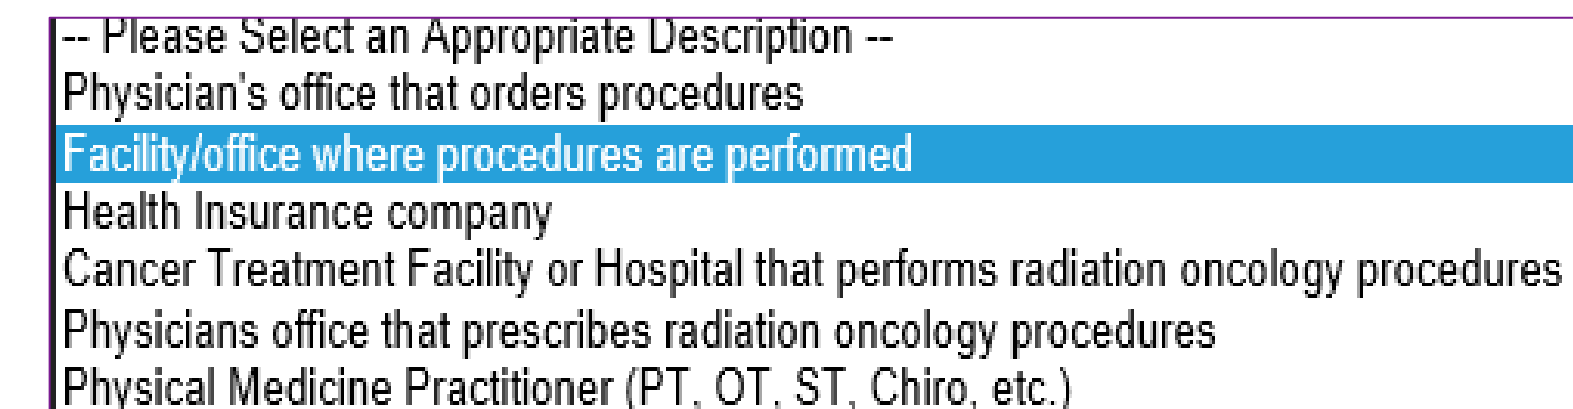 -- Please Select an Appropriate Description --
Physician's office that orders procedures
Facility/office where procedures are performed
Health Insurance company
Cancer Treatment Facility or Hospital that performs radiation oncology procedures
Physicians office that prescribes radiation oncology procedures
Physical Medicine Practitioner (PT, OT, ST, Chiro, etc.)